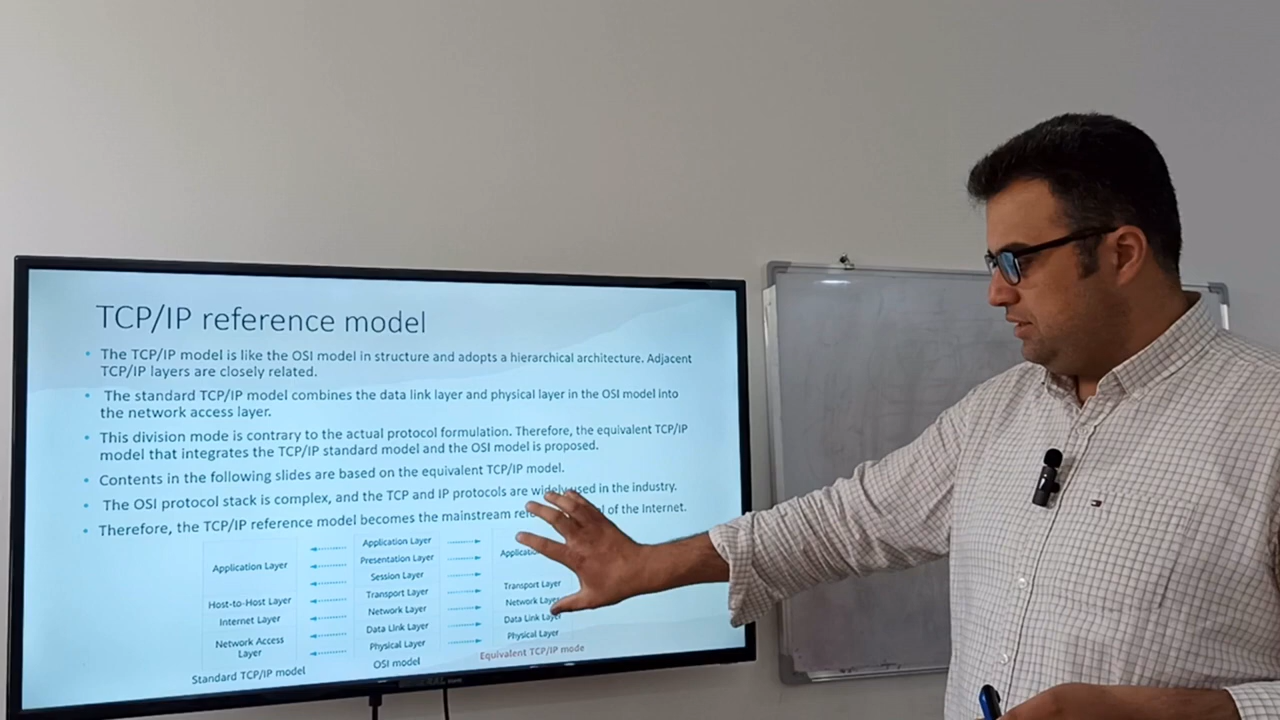 TCP/IP reference model
• The TCP/IP model is like the OSI model in structure and adopts a hierarchical architecture. Adjacent
TCP/IP layers are closely related.
• The standard TCP/IP model combines the data link layer and physical layer in the OSI model into
the network access layer.
• This division mode is contrary to the actual protocol formulation. Therefore, the equivalent TCP/IP
model that integrates the TCP/IP standard model and the OSI model is proposed.
• Contents in the following slides are based on the equivalent TCP/IP model.
• The OSI protocol stack is complex, and the TCP and IP protocols are widely used in the industry.
• Therefore, the TCP/IP reference model becomes the mainstream of the Internet.
Application Layer
Host-to-Host Layer
Internet Layer
Network Access
Layer
Standard TCP/IP model
Application Layer
Presentation Layer
Session Layer
Transport Layer
Network Layer
Data Link Layer
Physical Layer
OSI model
Transport Layer
Network Layer
Data Link Layer
Physical Layer
Equivalent TCP/IP mode